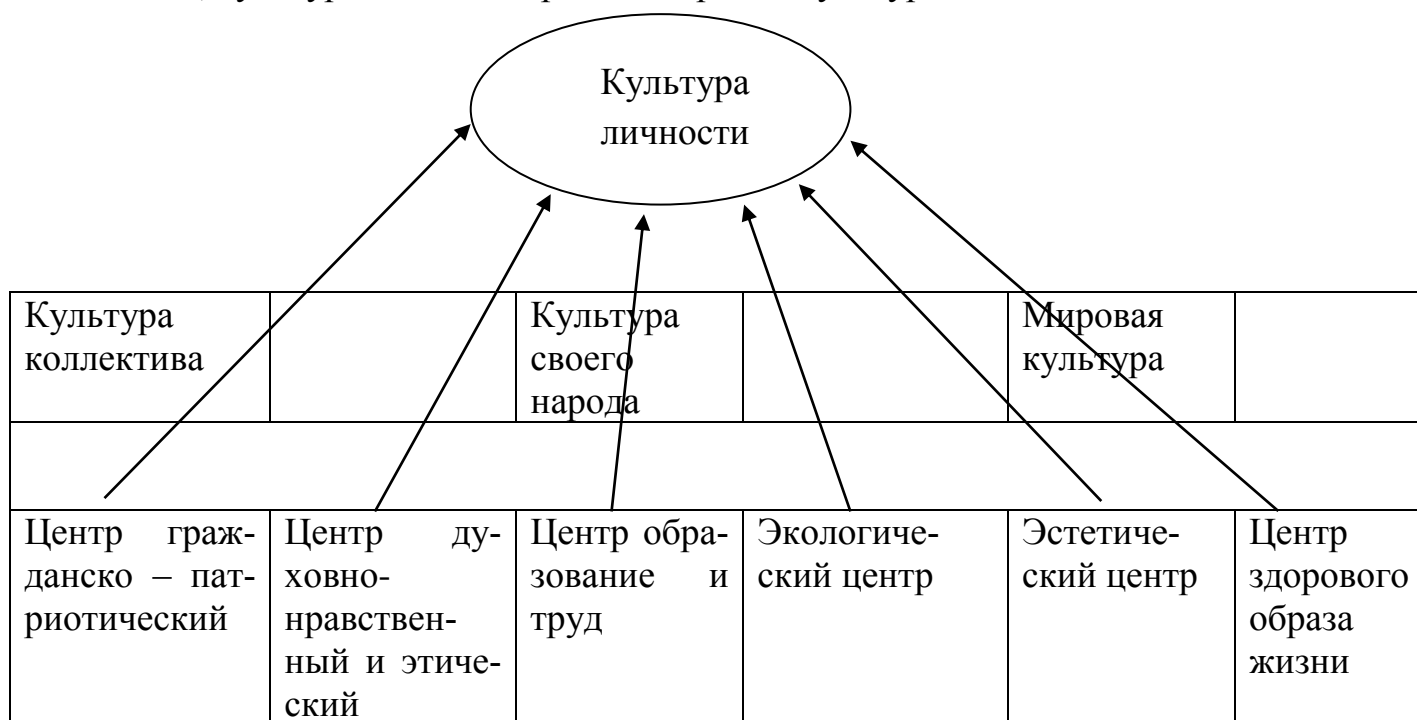 Культура
личности
Культура
коллектива
Культура
своего
народа
Мировая
культура
Центр граж-
данско – пат-
риотический
Центр ду-
ховно-
нравствен-
ный и этиче-
ский
Центр обра-
зование и
труд
Экологиче-
ский центр
Эстетиче-
ский центр
Центр
здорового
образа
жизни